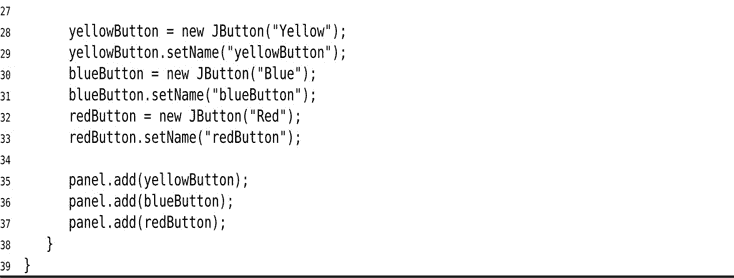 27
28 yellowButton = new JButton("Yellow");
29 yellowButton.setName("yellowButton");
30 blueButton = new JButton("Blue");
31 blueButton.setName("blueButton");
32 redButton = new JButton("Red");
33 redButton.setName("redButton");
34
35 panel.add(yellowButton);
36 panel.add(blueButton);
37 panel.add(redButton);
38 }
39 }